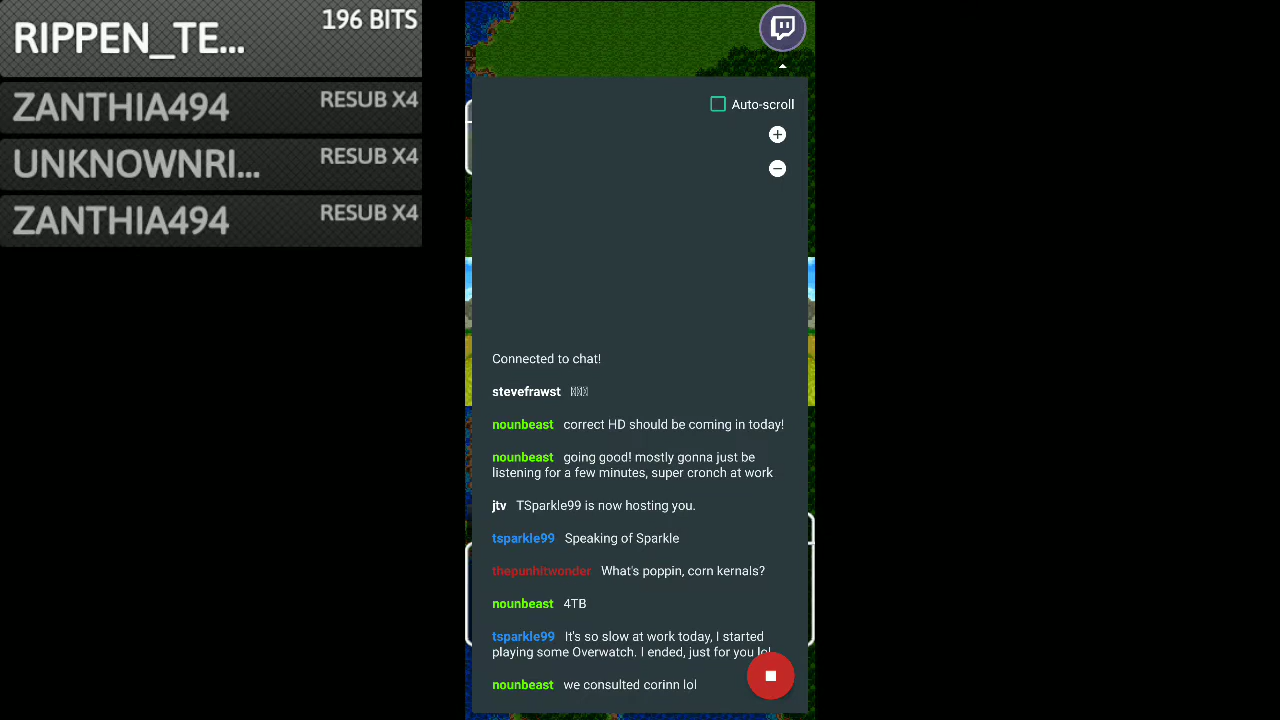 RIPPEN_TE... 196 BITS
ZANTHIA494 RESUB X4
UNKNOWNRI... RESUB X4
ZANTHIA494 RESUB X4
Auto-scroll
Connected to chat!
stevefrawst
nounbeast correct HD should be coming in today!
nounbeast going good! mostly gonna just be
listening for a few minutes, super cronch at work
jtv TSparkle99 is now hosting you.
tsparkle99 Speaking of Sparkle
thepunhitwonder What's poppin, corn kernals?
nounbeast 4TB
tsparkle99 It's so slow at work today, I started
playing some Overwatch. I ended, just for you lol
nounbeast we consulted corinn lol